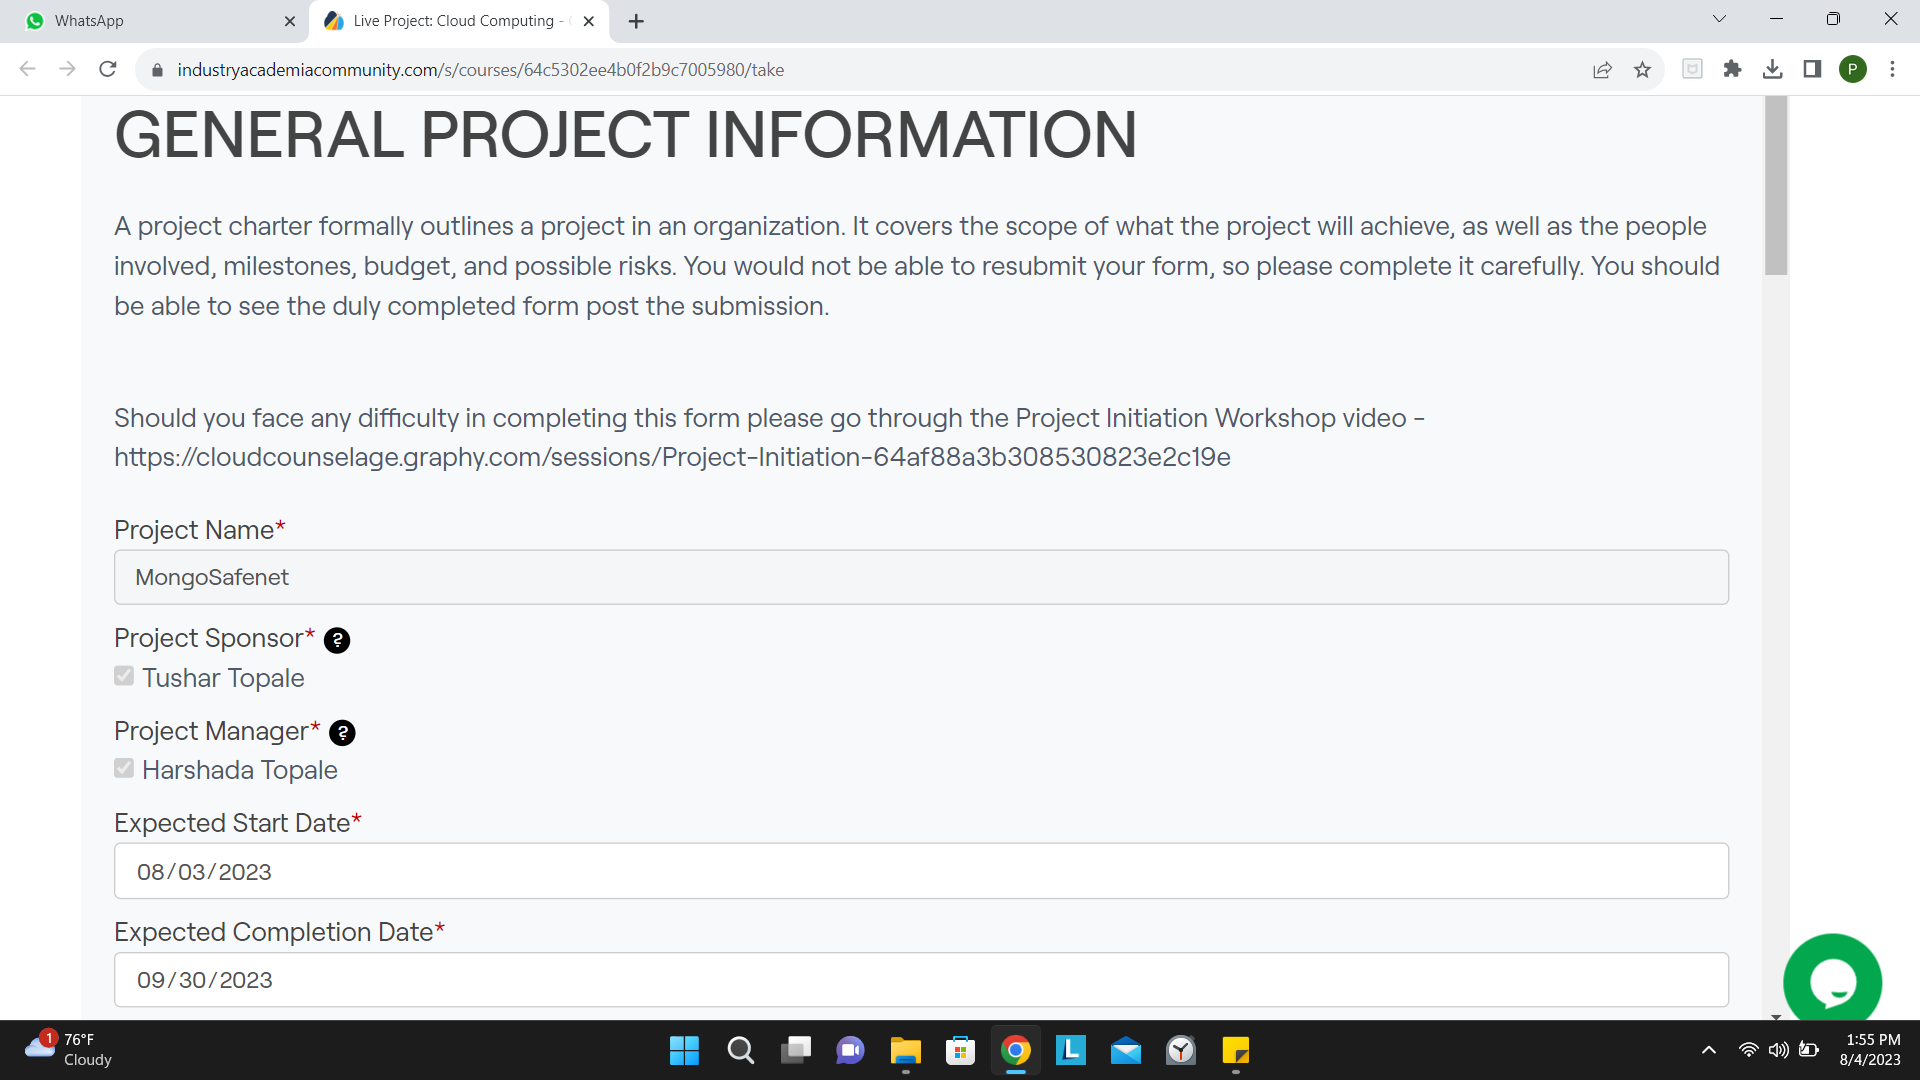 WhatsApp
Live Project: Cloud Computing -
industryacademiacommunity.com/s/courses/64c5302ee4b0f2b9c7005980/take
P
GENERAL PROJECT INFORMATION
A project charter formally outlines a project in an organization. It covers the scope of what the project will achieve, as well as the people
involved, milestones, budget, and possible risks. You would not be able to resubmit your form, so please complete it carefully. You should
be able to see the duly completed form post the submission.
Should you face any difficulty in completing this form please go through the Project Initiation Workshop video -
https://cloudcounselage.graphy.com/sessions/Project-Initiation-64af88a3b308530823e2c19e
Project Name*
MongoSafenet
Project Sponsor* ?
Tushar Topale
Project Manager* ?
Harshada Topale
Expected Start Date*
08/03/2023
Expected Completion Date*
09/30/2023
1
76°F
Cloudy
L
1:55 PM
8/4/2023